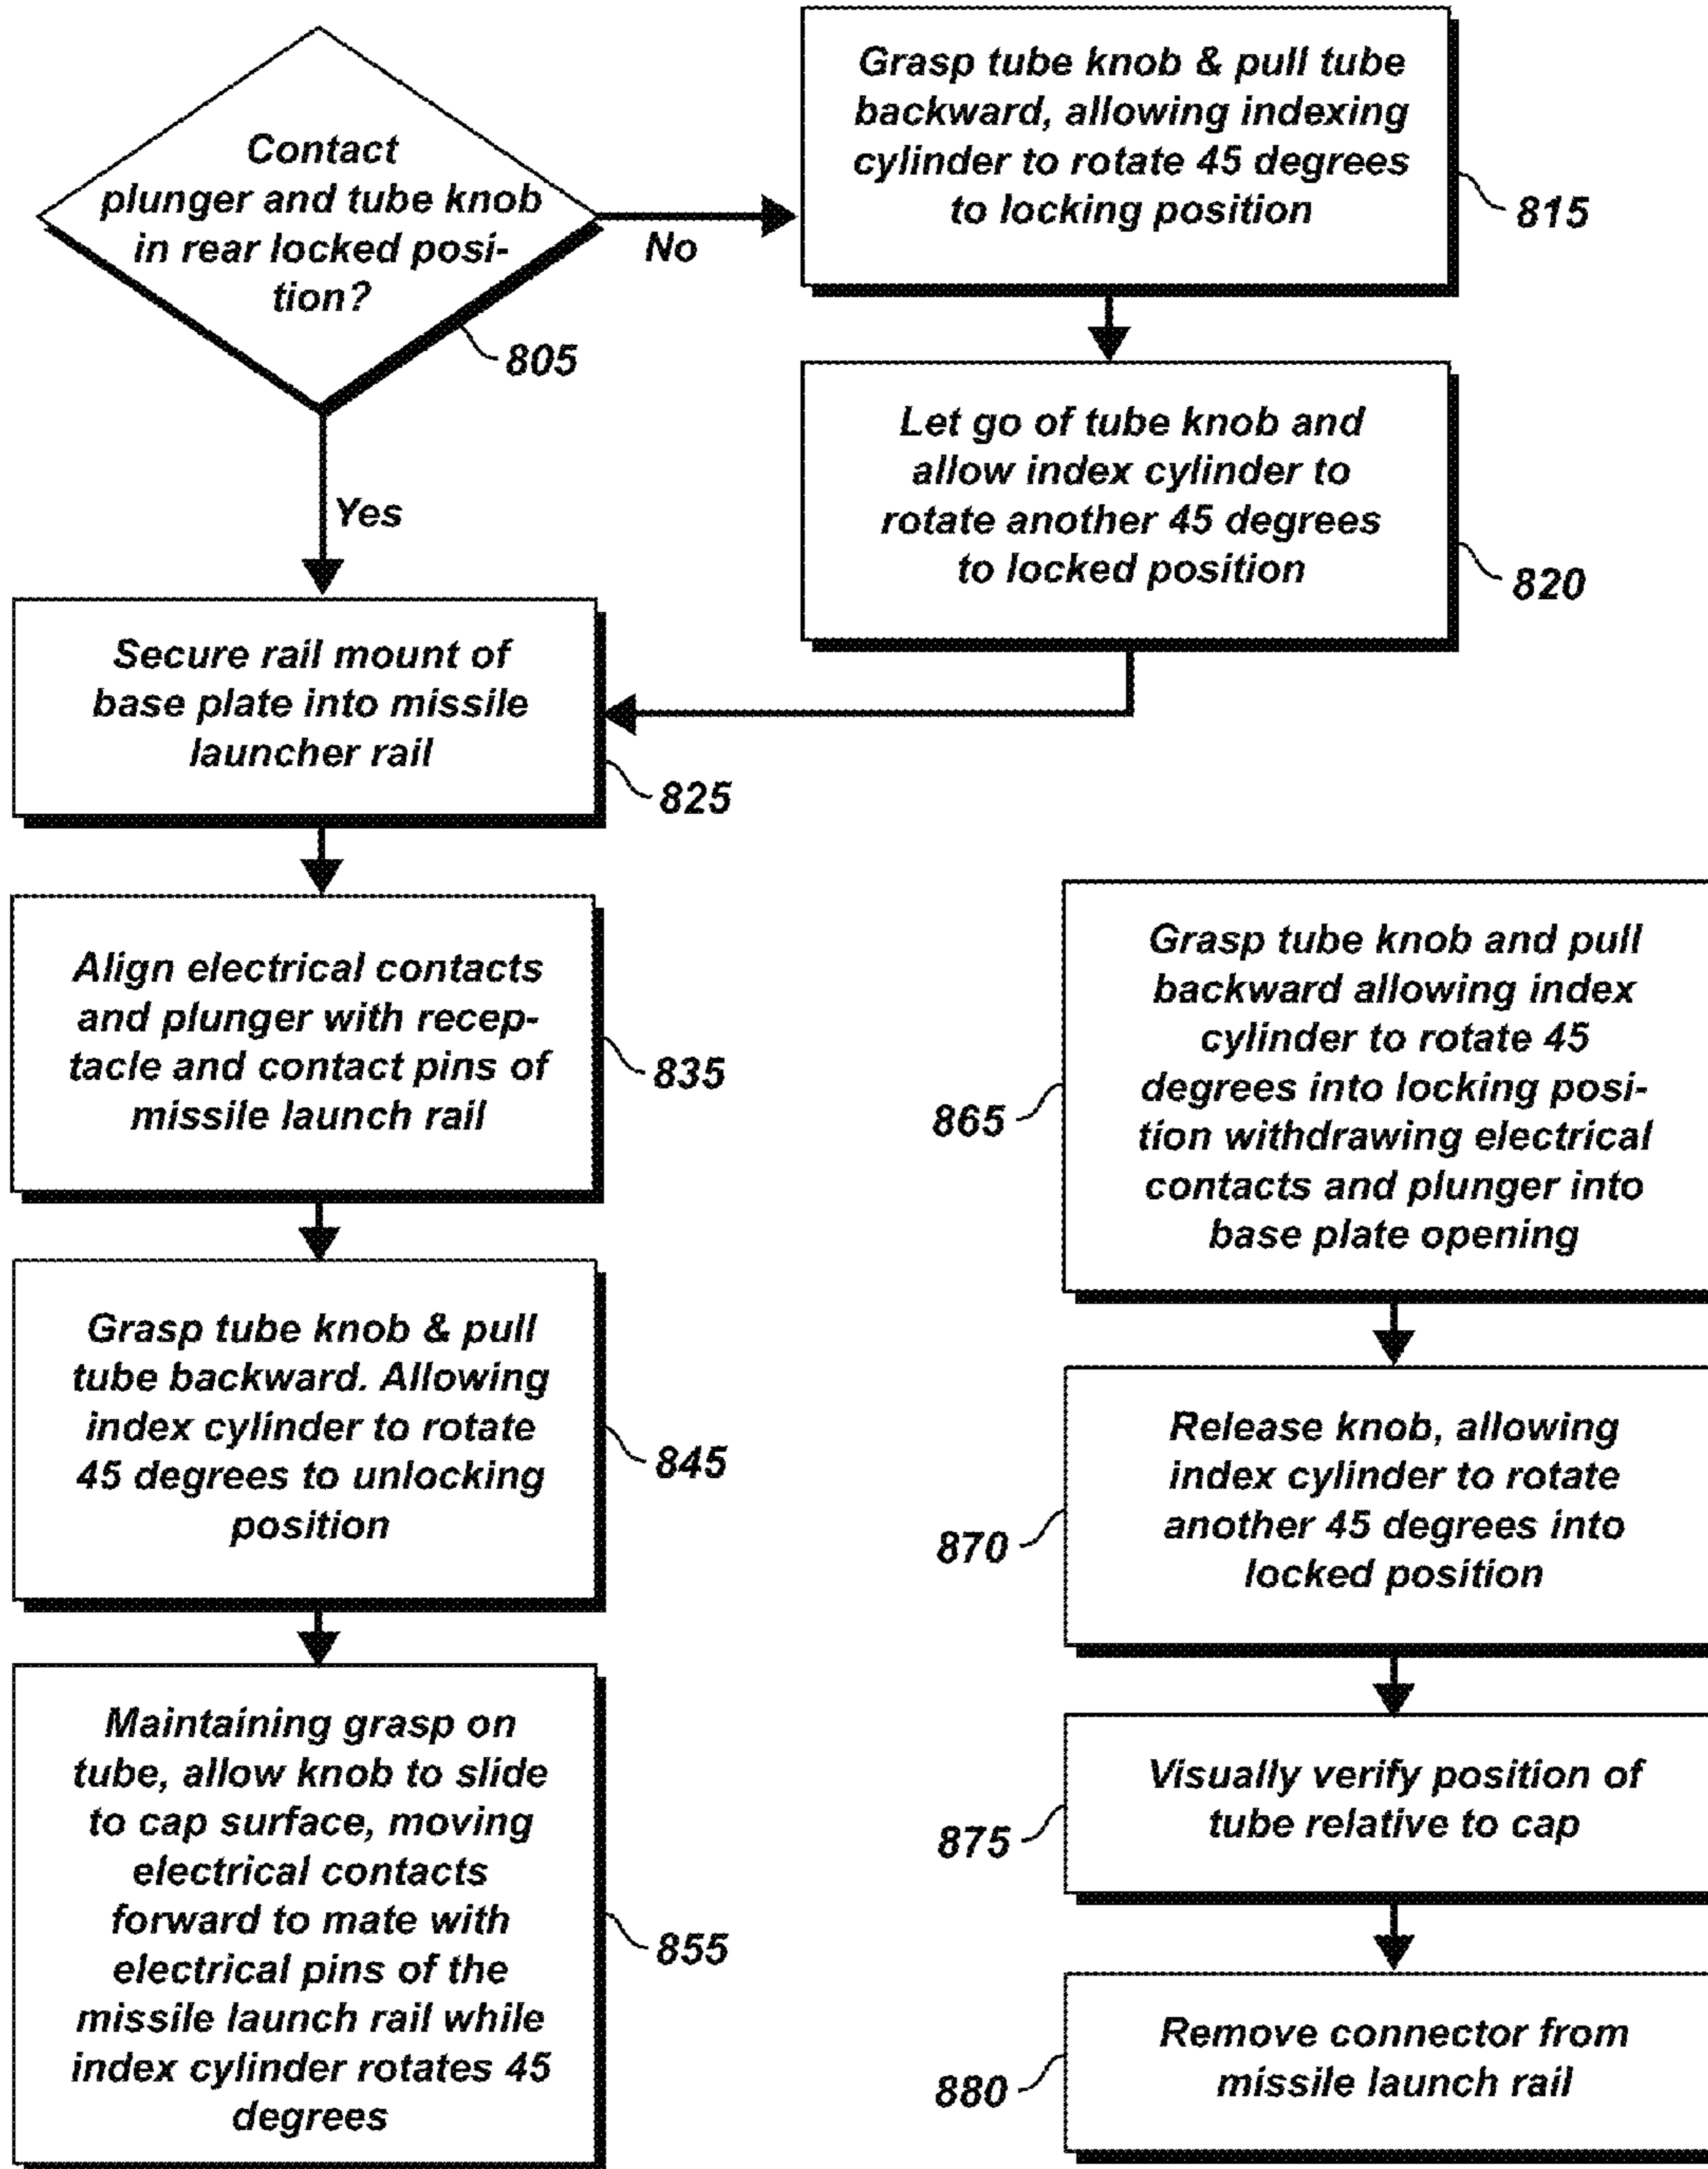 Contact
plunger and tube knob
in rear locked posi-
tion?
805
No
Yes
Grasp tube knob & pull tube
backward, allowing indexing
cylinder to rotate 45 degrees
to locking position
815
Let go of tube knob and
allow index cylinder to
rotate another 45 degrees
to locked position
820
Secure rail mount of
base plate into missile
launcher rail
825
Align electrical contacts
and plunger with recep-
tacle and contact pins of
missile launch rail
835
Grasp tube knob & pull
tube backward. Allowing
index cylinder to rotate
45 degrees to unlocking
position
845
Maintaining grasp on
tube, allow knob to slide
to cap surface, moving
electrical contacts
forward to mate with
electrical pins of the
missile launch rail while
index cylinder rotates 45
degrees
855
Grasp tube knob and pull
backward allowing index
cylinder to rotate 45
degrees into locking posi-
tion withdrawing electrical
contacts and plunger into
base plate opening
865
Release knob, allowing
index cylinder to rotate
another 45 degrees into
locked position
870
Visually verify position of
tube relative to cap
875
Remove connector from
missile launch rail
880